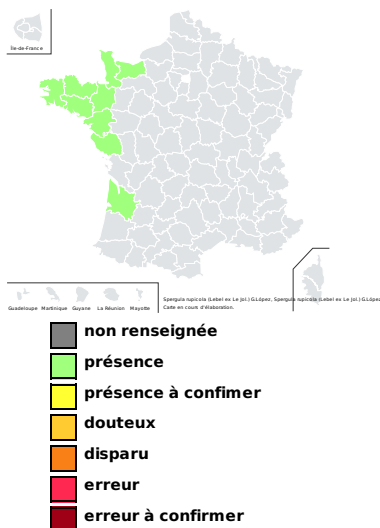 Île-de-France
Guadeloupe Martinique Guyane La Réunion Mayotte
Spergula rupicola (Lebel ex Le Jol.) G.López, Spergula rupicola (Lebel ex Le Jol.) G.López
Carte en cours d'élaboration.
non renseignée
présence
présence à confimer
douteux
disparu
erreur
erreur à confirmer